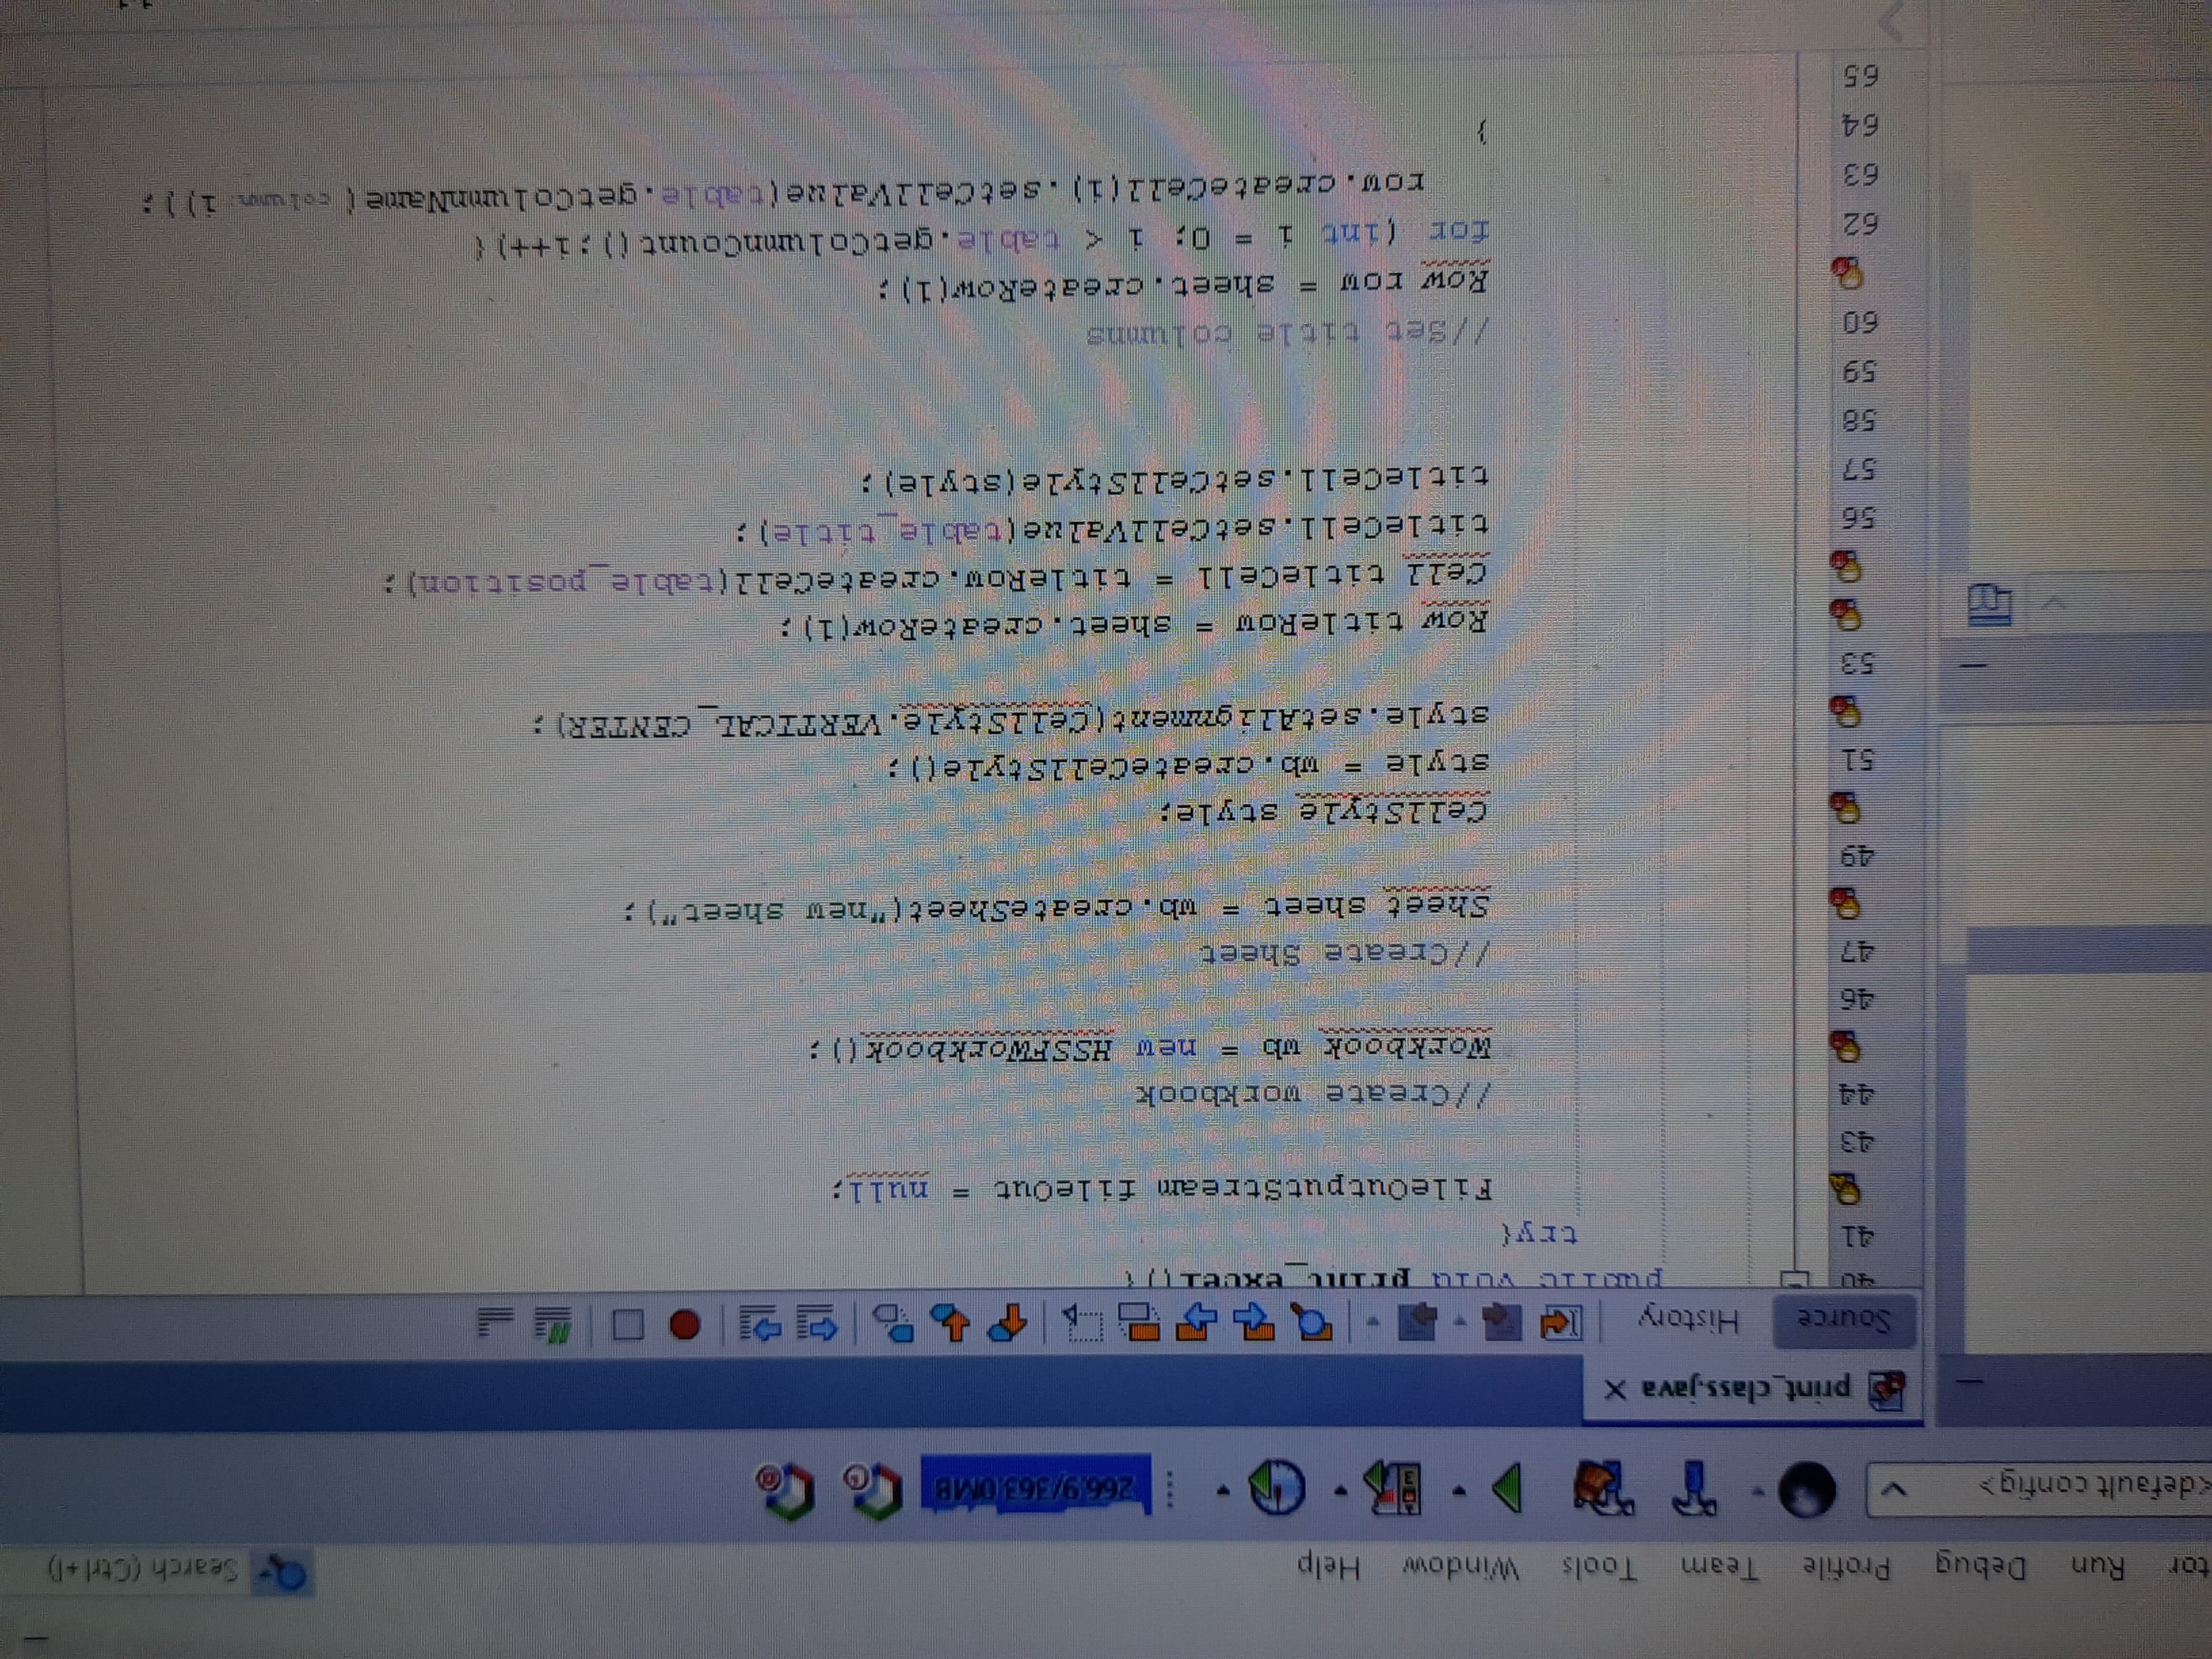 tor Run Debug Profile Team Tools Window Help Search (Ctrl+I)
<default config> 266.9/363.0MB
print_class.java
Source History
40 public void print_excel(){
41 try{
FileOutputStream fileOut = null;
43
44 //Create workbook
Workbook wb = new HSSFWorkbook();
46
47 //Create Sheet
Sheet sheet = wb.createSheet("new sheet");
49
CellStyle style;
51 style = wb.createCellStyle();
style.setAlignment(CellStyle.VERTICAL_CENTER);
53
Row titleRow = sheet.createRow(1);
Cell titleCell = titleRow.createCell(table_position);
56 titleCell.setCellValue(table_title);
57 titleCell.setCellStyle(style);
58
59
60 //Set title columns
Row row = sheet.createRow(1);
62 for (int i = 0; i < table.getColumnCount();i++){
63 row.createCell(i).setCellValue(table.getColumnName( column: i));
64 }
65